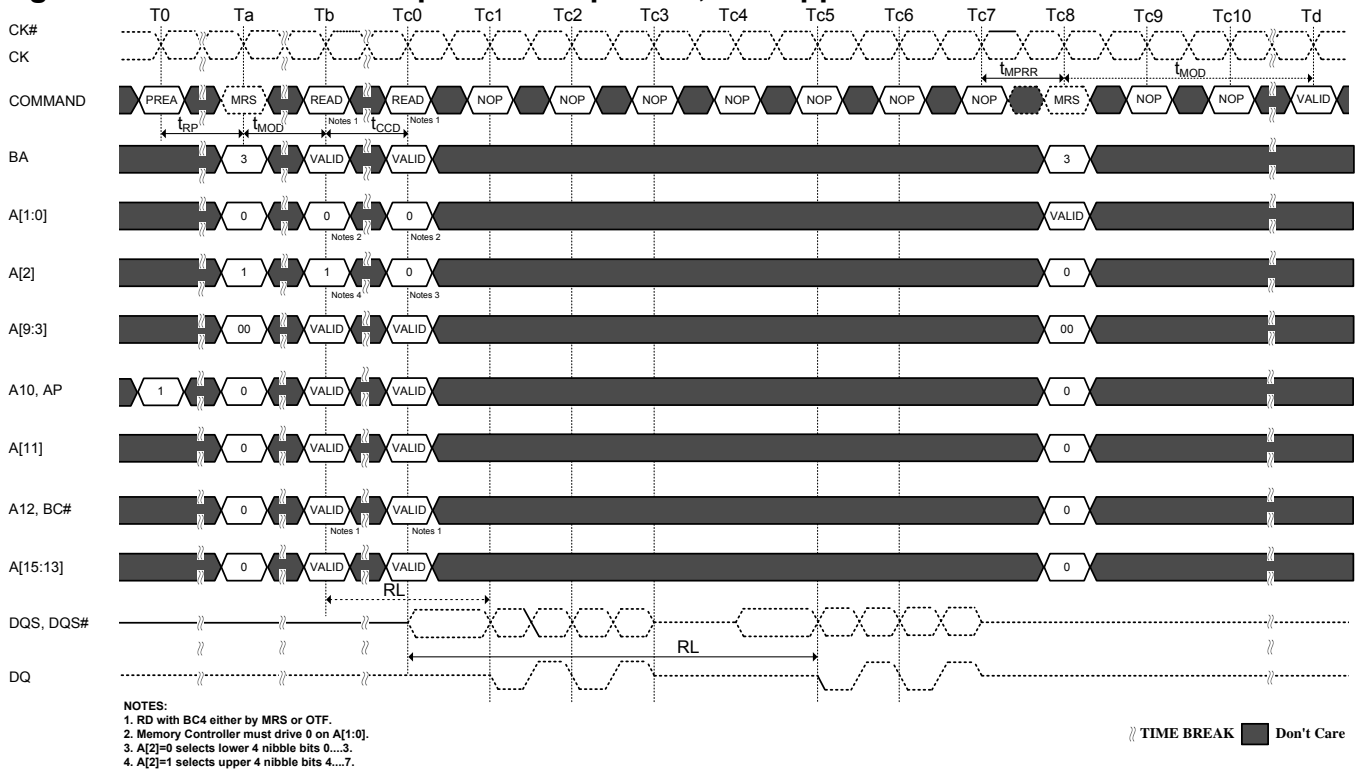 T0 Ta Tb Tc0 Tc1 Tc2 Tc3 Tc4 Tc5 Tc6 Tc7 Tc8 Tc9 Tc10 Td
CK#
CK
tMPRR tMOD
COMMAND PREA MRS READ READ NOP NOP NOP NOP NOP NOP NOP MRS NOP NOP VALID
Notes 1 Notes 1
tRP tMOD tCCD
BA 3 VALID VALID 3
A[1:0] 0 0 0 VALID
Notes 2 Notes 2
A[2] 1 1 0 0
Notes 4 Notes 3
A[9:3] 00 VALID VALID 00
A10, AP 1 0 VALID VALID 0
A[11] 0 VALID VALID 0
A12, BC# 0 VALID VALID 0
Notes 1 Notes 1
A[15:13] 0 VALID VALID 0
RL
DQS, DQS#
RL
DQ
NOTES:
1. RD with BC4 either by MRS or OTF.
2. Memory Controller must drive 0 on A[1:0].
3. A[2]=0 selects lower 4 nibble bits 0....3.
4. A[2]=1 selects upper 4 nibble bits 4....7.
TIME BREAK Don't Care